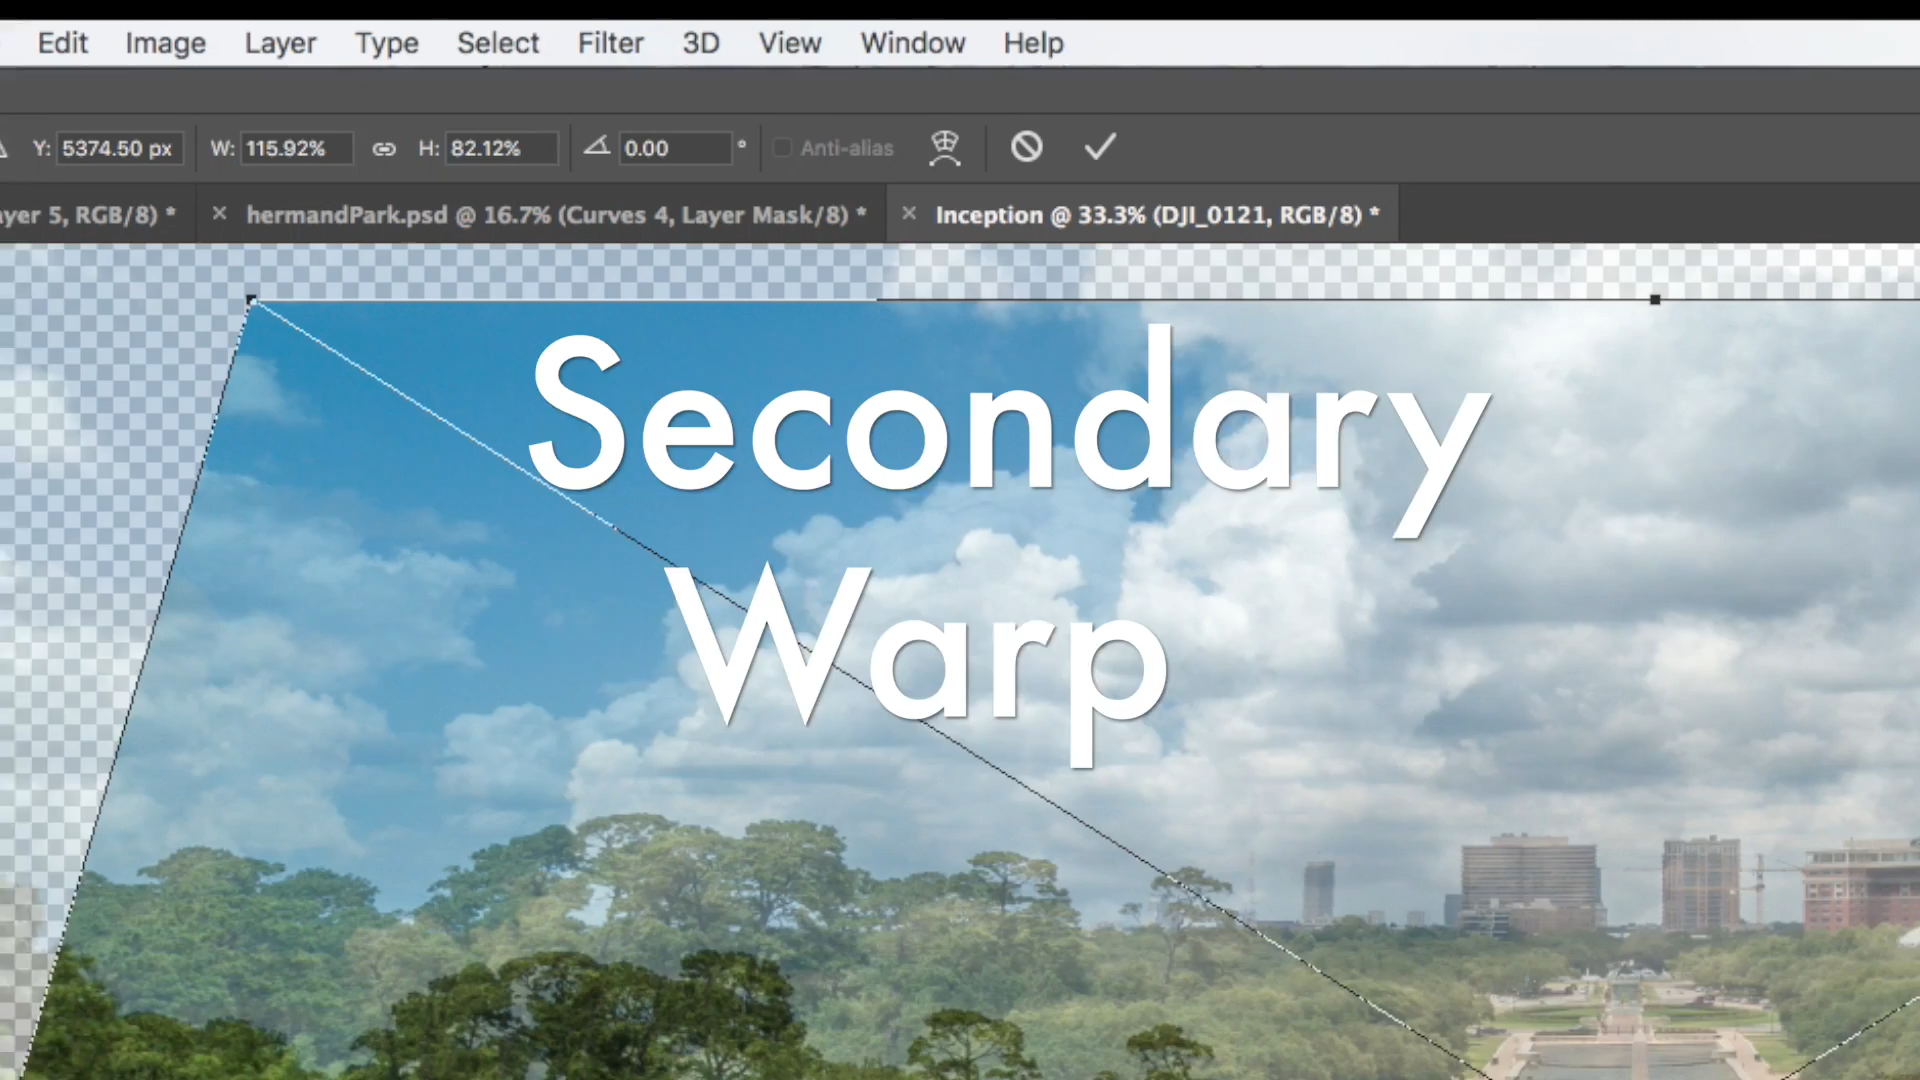 Edit Image Layer Type Select Filter 3D View Window Help
Y: 5374.50 px W: 115.92% H: 82.12% 0.00 ° Anti-alias
ayer 5, RGB/8) * × hermandPark.psd @ 16.7% (Curves 4, Layer Mask/8) * × Inception @ 33.3% (DJI_0121, RGB/8) *
Secondary
Warp